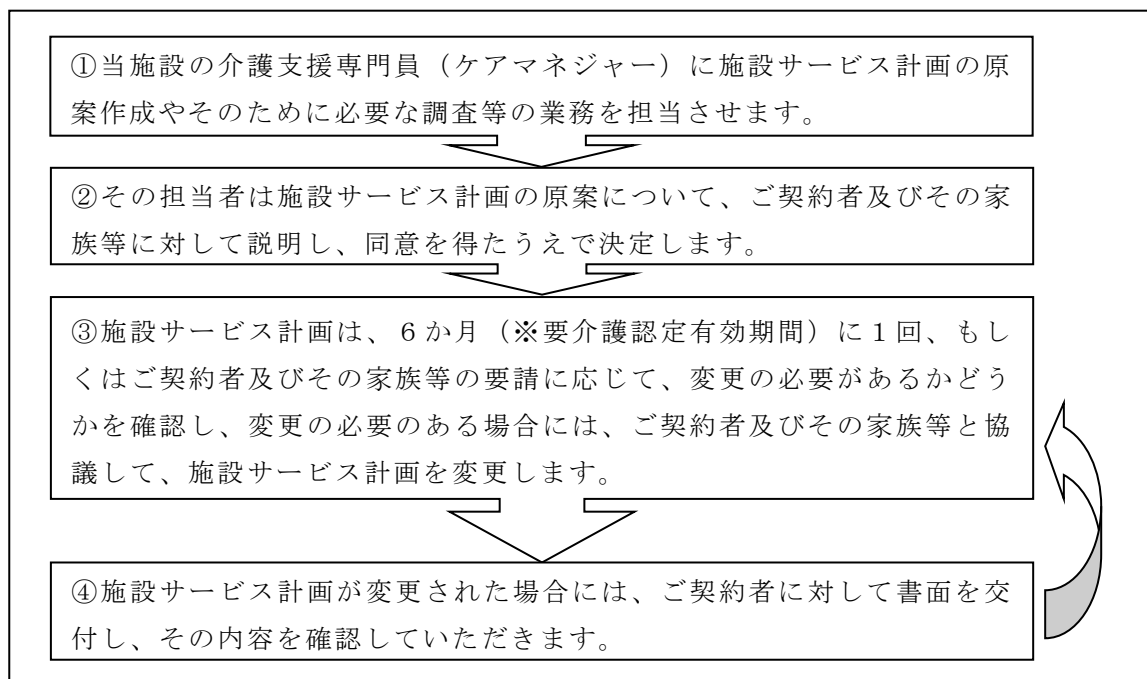 ①当施設の介護支援専門員（ケアマネジャー）に施設サービス計画の原
案作成やそのために必要な調査等の業務を担当させます。
②その担当者は施設サービス計画の原案について、ご契約者及びその家
族等に対して説明し、同意を得たうえで決定します。
③施設サービス計画は、６か月（※要介護認定有効期間）に１回、もし
くはご契約者及びその家族等の要請に応じて、変更の必要があるかどう
かを確認し、変更の必要のある場合には、ご契約者及びその家族等と協
議して、施設サービス計画を変更します。
④施設サービス計画が変更された場合には、ご契約者に対して書面を交
付し、その内容を確認していただきます。